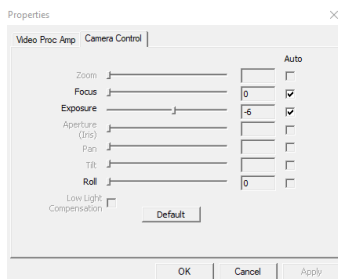 Properties
Video Proc Amp Camera Control
Auto
Zoom
Focus 0
Exposure -6
Aperture
(Iris)
Pan
Tilt
Roll 0
Low Light
Compensation
Default
OK Cancel Apply